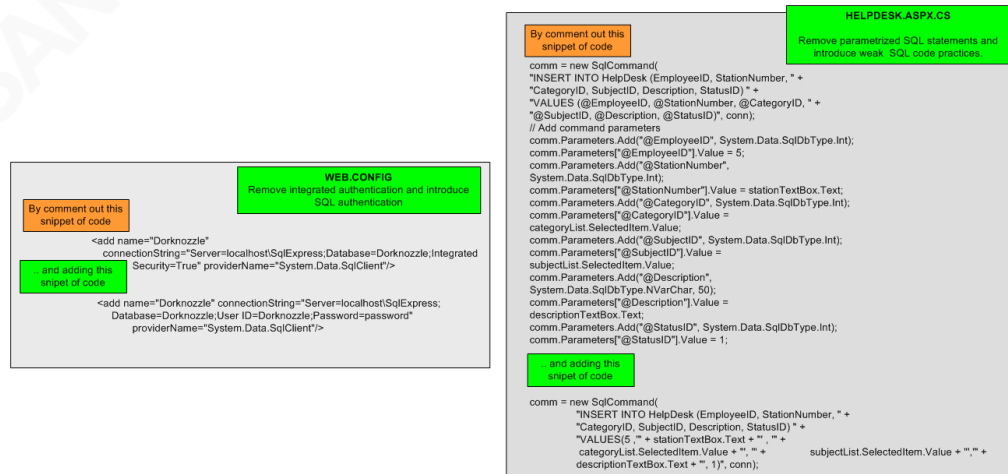 WEB.CONFIG
Remove integrated authentication and introduce
SQL authentication
By comment out this
snippet of code
<add name="Dorknozzle"
connectionString="Server=localhost\SqlExpress;Database=Dorknozzle;Integrated
Security=True" providerName="System.Data.SqlClient"/>
.. and adding this
snipet of code
<add name="Dorknozzle" connectionString="Server=localhost\SqlExpress;
Database=Dorknozzle;User ID=Dorknozzle;Password=password"
providerName="System.Data.SqlClient"/>
HELPDESK.ASPX.CS
Remove parametrized SQL statements and
introduce weak SQL code practices.
By comment out this
snippet of code
comm = new SqlCommand(
"INSERT INTO HelpDesk (EmployeeID, StationNumber, " +
"CategoryID, SubjectID, Description, StatusID) " +
"VALUES (@EmployeeID, @StationNumber, @CategoryID, " +
"@SubjectID, @Description, @StatusID)", conn);
// Add command parameters
comm.Parameters.Add("@EmployeeID", System.Data.SqlDbType.Int);
comm.Parameters["@EmployeeID"].Value = 5;
comm.Parameters.Add("@StationNumber",
System.Data.SqlDbType.Int);
comm.Parameters["@StationNumber"].Value = stationTextBox.Text;
comm.Parameters.Add("@CategoryID", System.Data.SqlDbType.Int);
comm.Parameters["@CategoryID"].Value =
categoryList.SelectedItem.Value;
comm.Parameters.Add("@SubjectID", System.Data.SqlDbType.Int);
comm.Parameters["@SubjectID"].Value =
subjectList.SelectedItem.Value;
comm.Parameters.Add("@Description",
System.Data.SqlDbType.NVarChar, 50);
comm.Parameters["@Description"].Value =
descriptionTextBox.Text;
comm.Parameters.Add("@StatusID", System.Data.SqlDbType.Int);
comm.Parameters["@StatusID"].Value = 1;
.. and adding this
snipet of code
comm = new SqlCommand(
"INSERT INTO HelpDesk (EmployeeID, StationNumber, " +
"CategoryID, SubjectID, Description, StatusID) " +
"VALUES(5 ,'" + stationTextBox.Text + "' , '" +
categoryList.SelectedItem.Value + "', '" + subjectList.SelectedItem.Value + "','" +
descriptionTextBox.Text + "', 1)", conn);